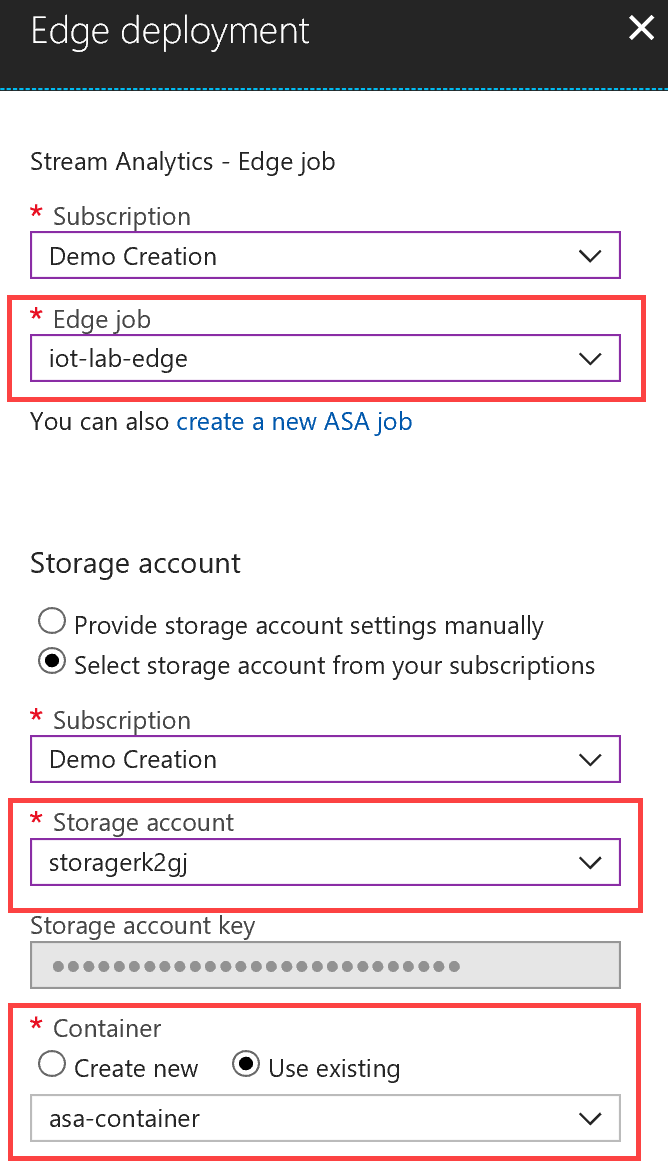 Edge deployment
Stream Analytics - Edge job
* Subscription
Demo Creation
* Edge job
iot-lab-edge
You can also create a new ASA job
Storage account
Provide storage account settings manually
Select storage account from your subscriptions
* Subscription
Demo Creation
* Storage account
storagerk2gj
Storage account key
* Container
Create new Use existing
asa-container